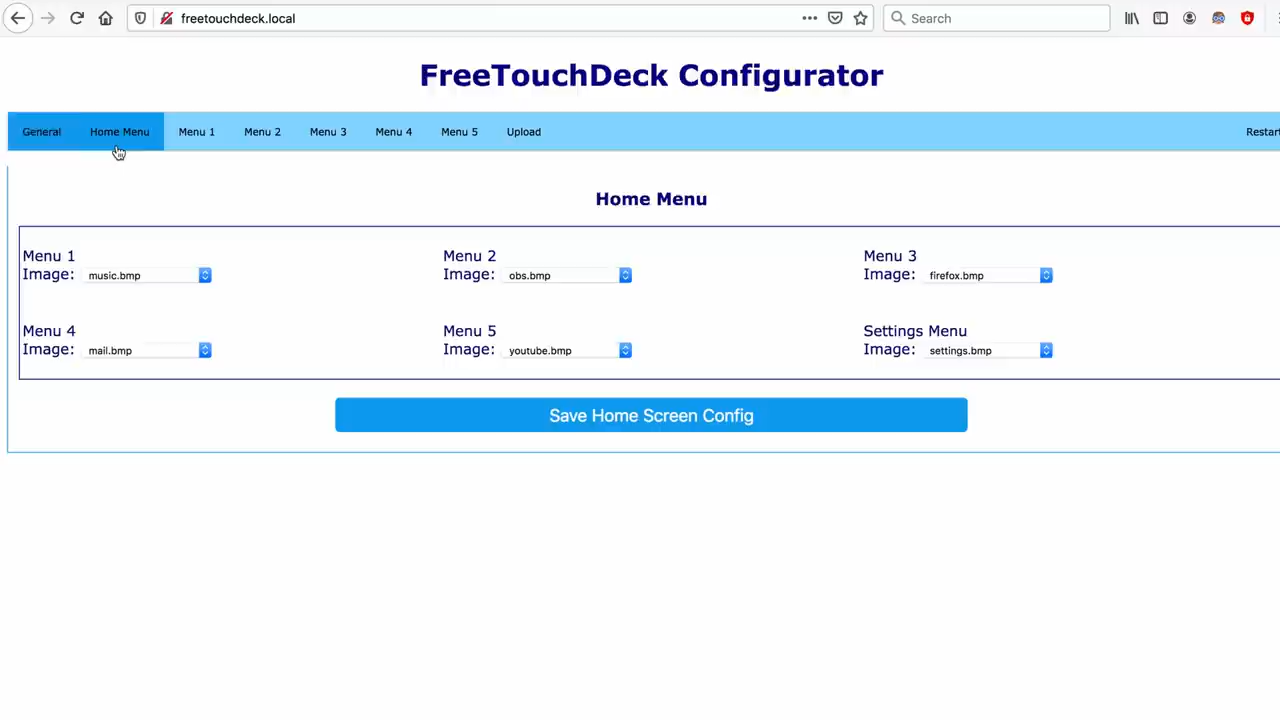 freetouchdeck.local
Search
FreeTouchDeck Configurator
General Home Menu Menu 1 Menu 2 Menu 3 Menu 4 Menu 5 Upload Restart
Home Menu
Menu 1 Menu 2 Menu 3
Image: music.bmp Image: obs.bmp Image: firefox.bmp
Menu 4 Menu 5 Settings Menu
Image: mail.bmp Image: youtube.bmp Image: settings.bmp
Save Home Screen Config